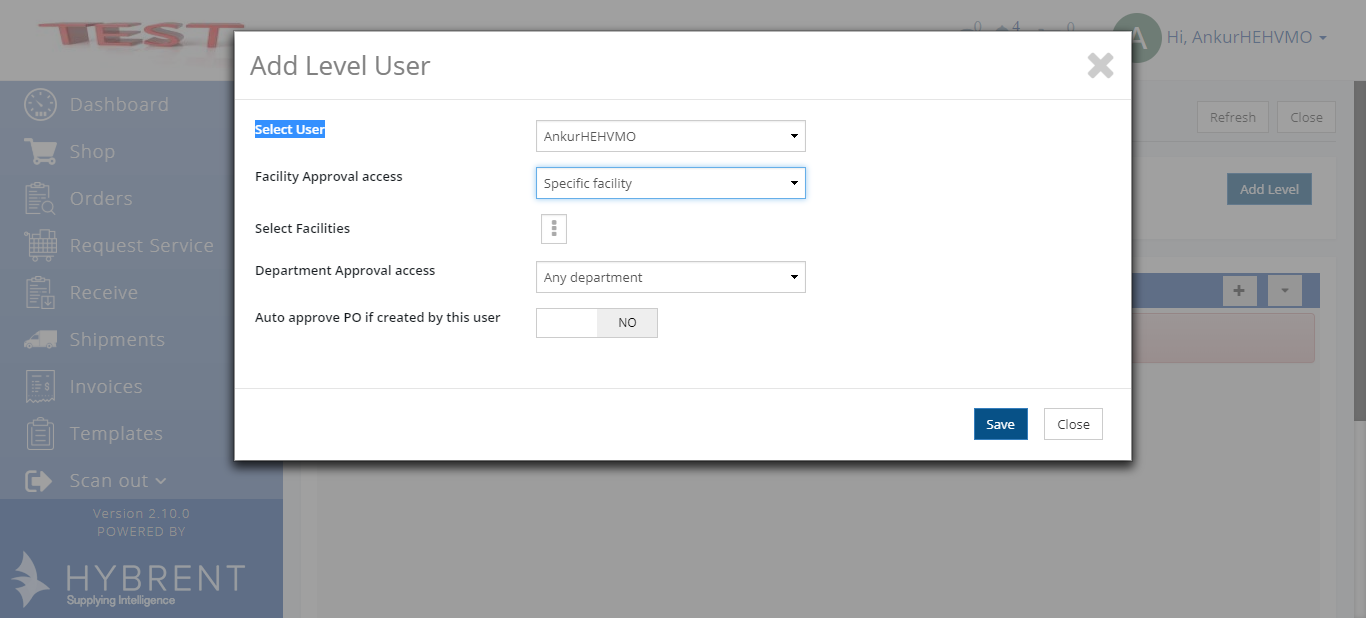 TEST
0
4
0
A
Hi, AnkurHEHVMO
Add Level User
Dashboard
Shop
Orders
Request Service
Receive
Shipments
Invoices
Templates
Scan out
Version 2.10.0
POWERED BY
HYBRENT
Supplying Intelligence
Refresh
Close
Add Level
Select User
AnkurHEHVMO
Facility Approval access
Specific facility
Select Facilities
Department Approval access
Any department
Auto approve PO if created by this user
NO
Save
Close